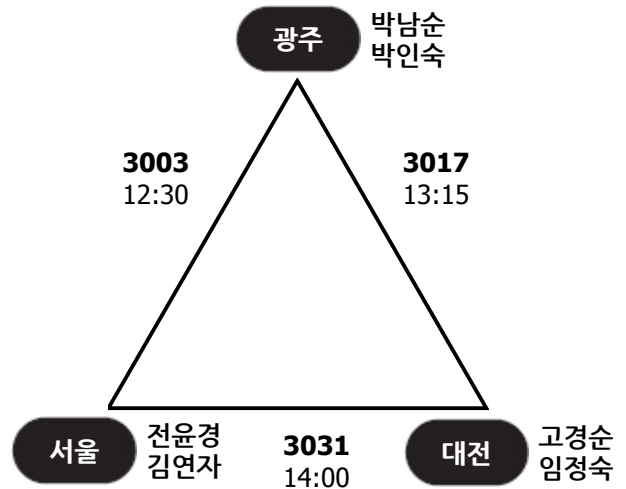 광주
박남순
박인숙
3003
12:30
3017
13:15
서울
전윤경
김연자
3031
14:00
대전
고경순
임정숙